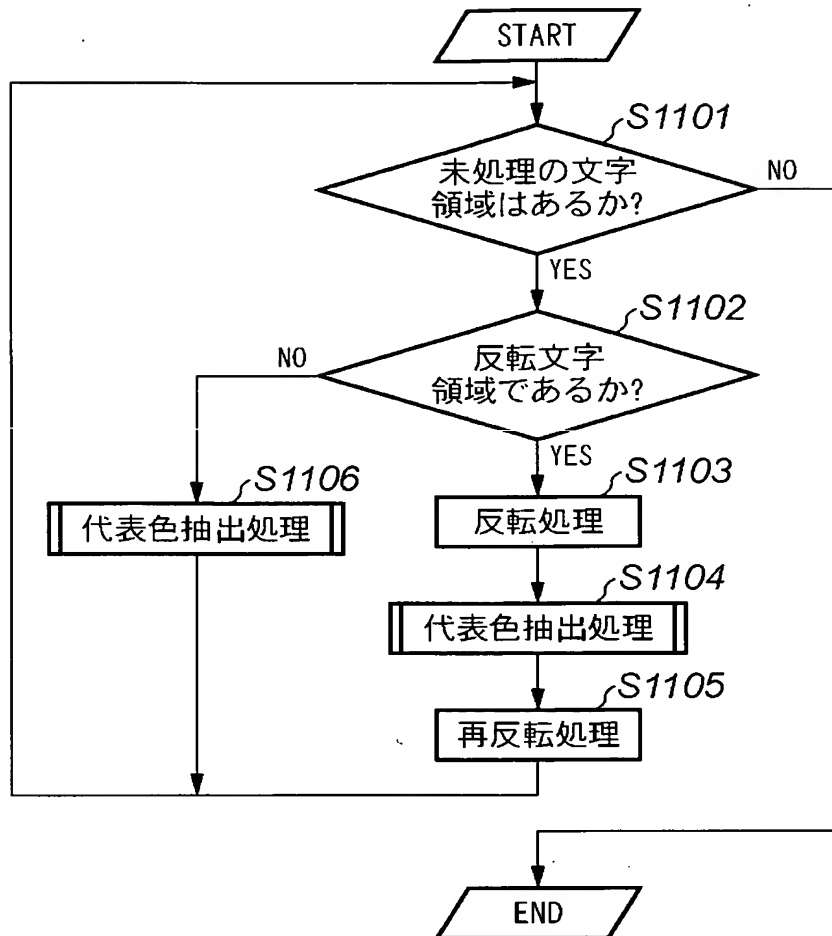 START
S1101
未処理の文字
領域はあるか?
NO
YES
S1102
反転文字
領域であるか?
NO
YES
S1106
代表色抽出処理
S1103
反転処理
S1104
代表色抽出処理
S1105
再反転処理
END